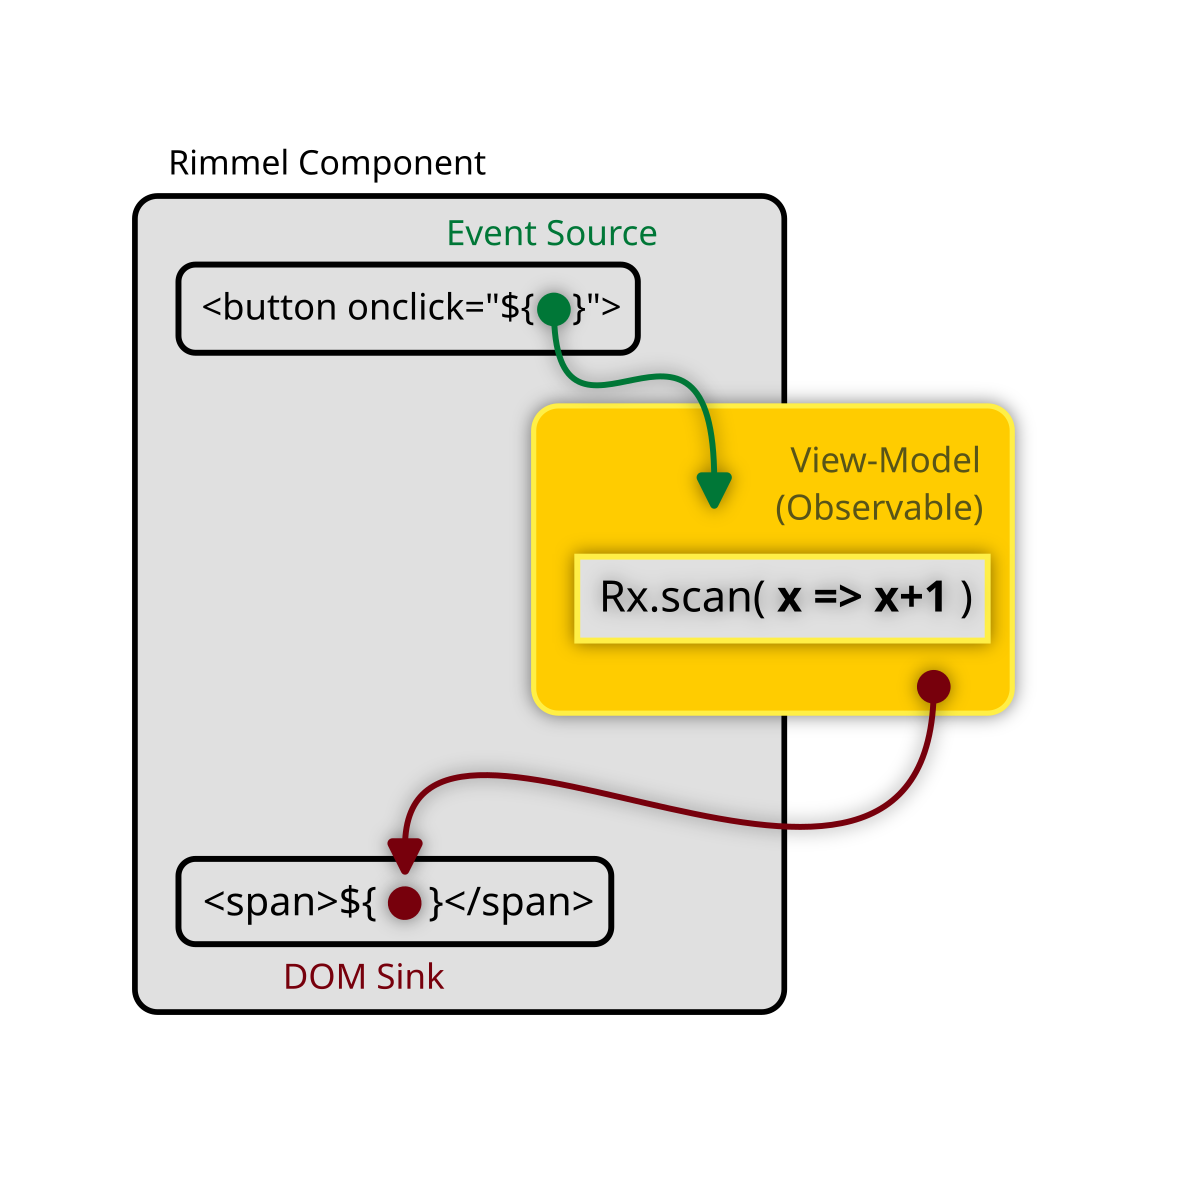 Rimmel Component
Event Source
<button onclick="${ }">
View-Model
(Observable)
Rx.scan( x => x+1 )
<span>${ }</span>
DOM Sink